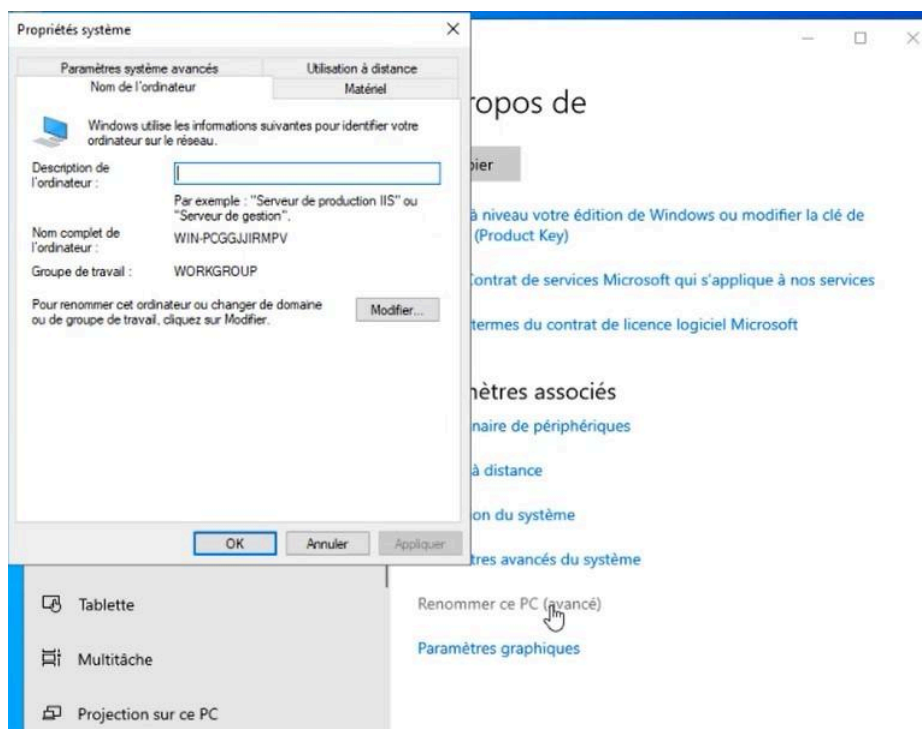 Propriétés système
Paramètres système avancés
Utilisation à distance
Nom de l'ordinateur
Matériel
Windows utilise les informations suivantes pour identifier votre
ordinateur sur le réseau.
Description de
l'ordinateur :
Par exemple : "Serveur de production IIS" ou
"Serveur de gestion".
Nom complet de
l'ordinateur :
WIN-PCGGJJIRMPV
Groupe de travail :
WORKGROUP
Pour renommer cet ordinateur ou changer de domaine
ou de groupe de travail, cliquez sur Modifier.
Modifier...
OK
Annuler
Appliquer
Tablette
Multitâche
Projection sur ce PC
ropos de
ier
à niveau votre édition de Windows ou modifier la clé de
(Product Key)
ontrat de services Microsoft qui s'applique à nos services
termes du contrat de licence logiciel Microsoft
ètres associés
naire de périphériques
à distance
on du système
tres avancés du système
Renommer ce PC (avancé)
Paramètres graphiques